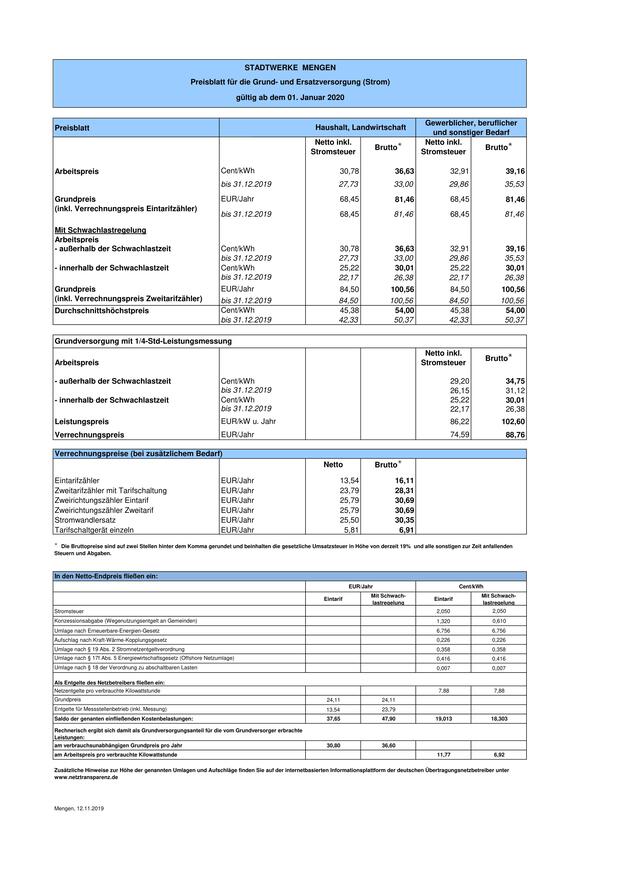 STADTWERKE MENGEN
Preisblatt für die Grund- und Ersatzversorgung (Strom)
gültig ab dem 01. Januar 2020
Preisblatt Haushalt, Landwirtschaft Gewerblicher, beruflicher und sonstiger Bedarf
Netto inkl. Stromsteuer Brutto* Netto inkl. Stromsteuer Brutto*
Arbeitspreis Cent/kWh 30,78 36,63 32,91 39,16
bis 31.12.2019 27,73 33,00 29,86 35,53
Grundpreis EUR/Jahr 68,45 81,46 68,45 81,46
(inkl. Verrechnungspreis Eintarifzähler)
bis 31.12.2019 68,45 81,46 68,45 81,46
Mit Schwachlastregelung
Arbeitspreis
- außerhalb der Schwachlastzeit Cent/kWh 30,78 36,63 32,91 39,16
bis 31.12.2019 27,73 33,00 29,86 35,53
- innerhalb der Schwachlastzeit Cent/kWh 25,22 30,01 25,22 30,01
bis 31.12.2019 22,17 26,38 22,17 26,38
Grundpreis EUR/Jahr 84,50 100,56 84,50 100,56
(inkl. Verrechnungspreis Zweitarifzähler) bis 31.12.2019 84,50 100,56 84,50 100,56
Durchschnittshöchstpreis Cent/kWh 45,38 54,00 45,38 54,00
bis 31.12.2019 42,33 50,37 42,33 50,37
Grundversorgung mit 1/4-Std-Leistungsmessung
Netto inkl. Stromsteuer Brutto*
Arbeitspreis
- außerhalb der Schwachlastzeit Cent/kWh 29,20 34,75
bis 31.12.2019 26,15 31,12
- innerhalb der Schwachlastzeit Cent/kWh 25,22 30,01
bis 31.12.2019 22,17 26,38
Leistungspreis EUR/kW u. Jahr 86,22 102,60
Verrechnungspreis EUR/Jahr 74,59 88,76
Verrechnungspreise (bei zusätzlichem Bedarf)
Netto Brutto*
Eintarifzähler EUR/Jahr 13,54 16,11
Zweitarifzähler mit Tarifschaltung EUR/Jahr 23,79 28,31
Zweirichtungszähler Eintarif EUR/Jahr 25,79 30,69
Zweirichtungszähler Zweitarif EUR/Jahr 25,79 30,69
Stromwandlersatz EUR/Jahr 25,50 30,35
Tarifschaltgerät einzeln EUR/Jahr 5,81 6,91
* Die Bruttopreise sind auf zwei Stellen hinter dem Komma gerundet und beinhalten die gesetzliche Umsatzsteuer in Höhe von derzeit 19% und alle sonstigen zur Zeit anfallenden
Steuern und Abgaben.
In den Netto-Endpreis fließen ein:
EUR/Jahr Cent/kWh
Eintarif Mit Schwach-lastregelung Eintarif Mit Schwach-lastregelung
Stromsteuer 2,050 2,050
Konzessionsabgabe (Wegenutzungsentgelt an Gemeinden) 1,320 0,610
Umlage nach Erneuerbare-Energien-Gesetz 6,756 6,756
Aufschlag nach Kraft-Wärme-Kopplungsgesetz 0,226 0,226
Umlage nach § 19 Abs. 2 Stromnetzentgeltverordnung 0,358 0,358
Umlage nach § 17f Abs. 5 Energiewirtschaftsgesetz (Offshore Netzumlage) 0,416 0,416
Umlage nach § 18 der Verordnung zu abschaltbaren Lasten 0,007 0,007
Als Entgelte des Netzbetreibers fließen ein:
Netzentgelte pro verbrauchte Kilowattstunde 7,88 7,88
Grundpreis 24,11 24,11
Entgelte für Messstellenbetrieb (inkl. Messung) 13,54 23,79
Saldo der genanten einfließenden Kostenbelastungen: 37,65 47,90 19,013 18,303
Rechnerisch ergibt sich damit als Grundversorgungsanteil für die vom Grundversorger erbrachte
Leistungen:
am verbrauchsunabhängigen Grundpreis pro Jahr 30,80 36,60
am Arbeitspreis pro verbrauchte Kilowattstunde 11,77 6,92
Zusätzliche Hinweise zur Höhe der genannten Umlagen und Aufschläge finden Sie auf der internetbasierten Informationsplattform der deutschen Übertragungsnetzbetreiber unter
www.netztransparenz.de
Mengen, 12.11.2019